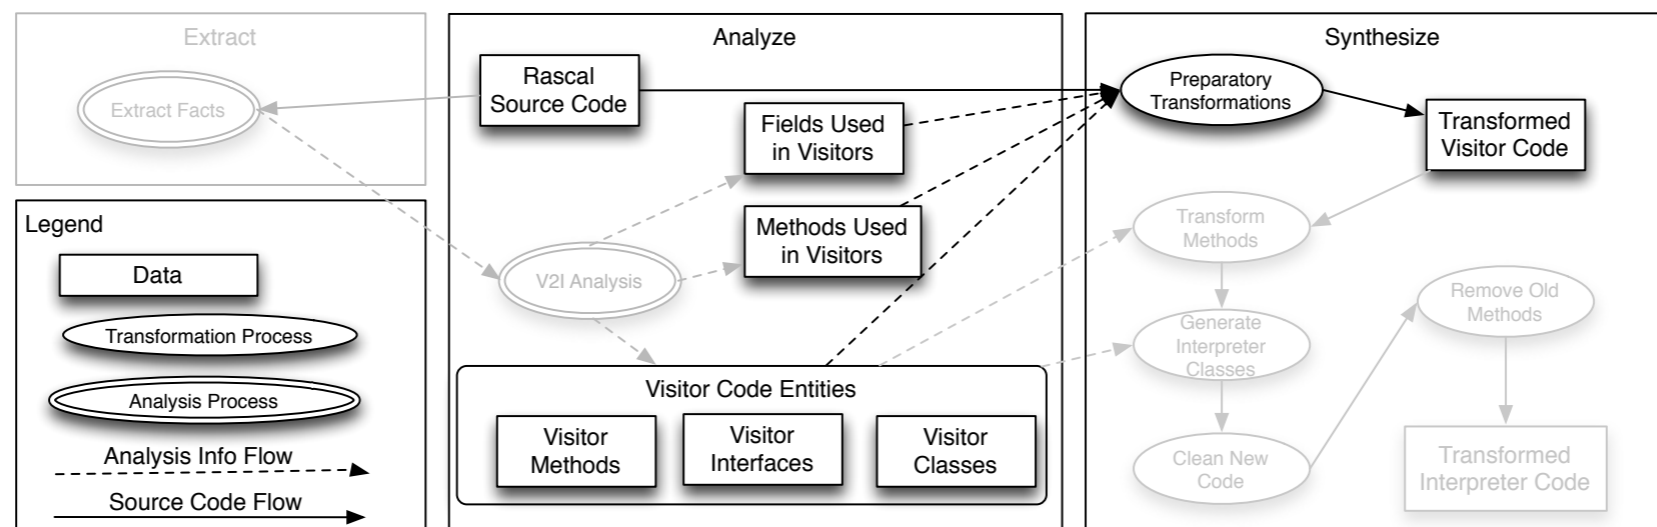 Extract
Extract Facts
Legend
Data
Transformation Process
Analysis Process
Analysis Info Flow
Source Code Flow
Analyze
Rascal
Source Code
Fields Used
in Visitors
Methods Used
in Visitors
V2I Analysis
Visitor Code Entities
Visitor
Methods
Visitor
Interfaces
Visitor
Classes
Synthesize
Preparatory
Transformations
Transformed
Visitor Code
Transform
Methods
Generate
Interpreter
Classes
Clean New
Code
Remove Old
Methods
Transformed
Interpreter Code